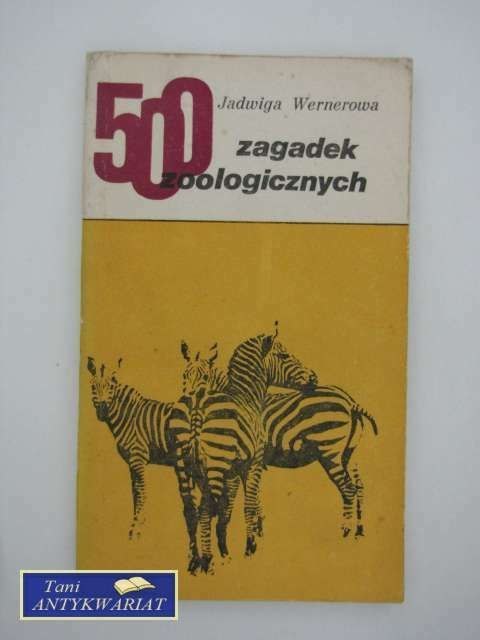 500
Jadwiga Wernerowa
zagadek
zoologicznych
Tani
ANTYKWARIAT